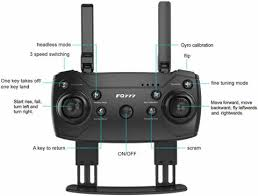 headless mode
3 speed switching
Gyro calibration
flip
One key takes off/
one key land
fine tuning mode
FQ777
Start, rise, fall,
turn left and
turn right.
Move forward, move
backward, fly leftwards
and rightwards.
A key to return
ON/OFF
scram